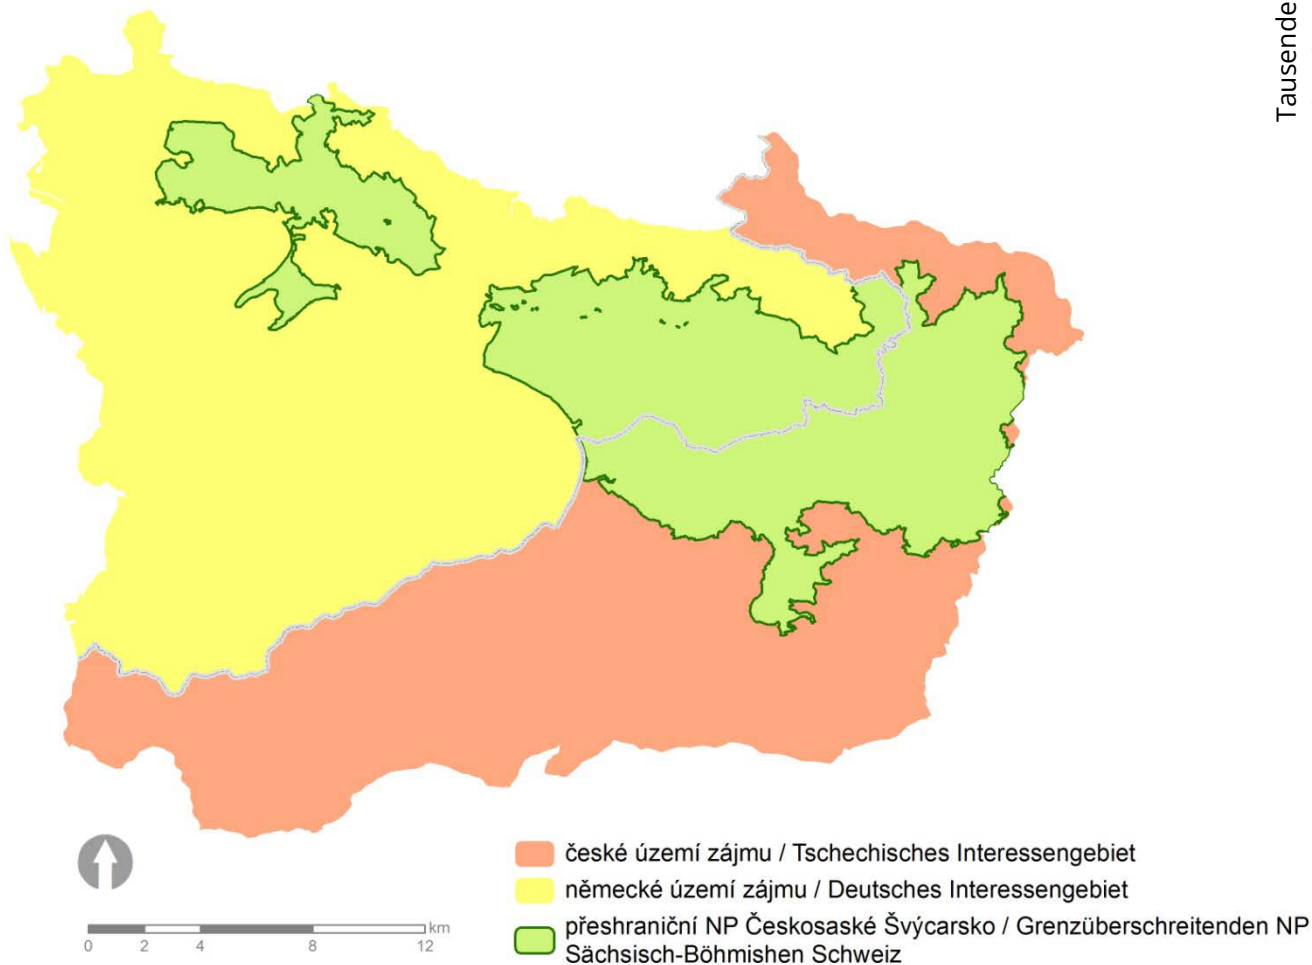 Tausende
české území zájmu / Tschechisches Interessengebiet
německé území zájmu / Deutsches Interessengebiet
přeshraniční NP Českosaské Švýcarsko / Grenzüberschreitenden NP
Sächsisch-Böhmishen Schweiz
km
0 2 4 8 12